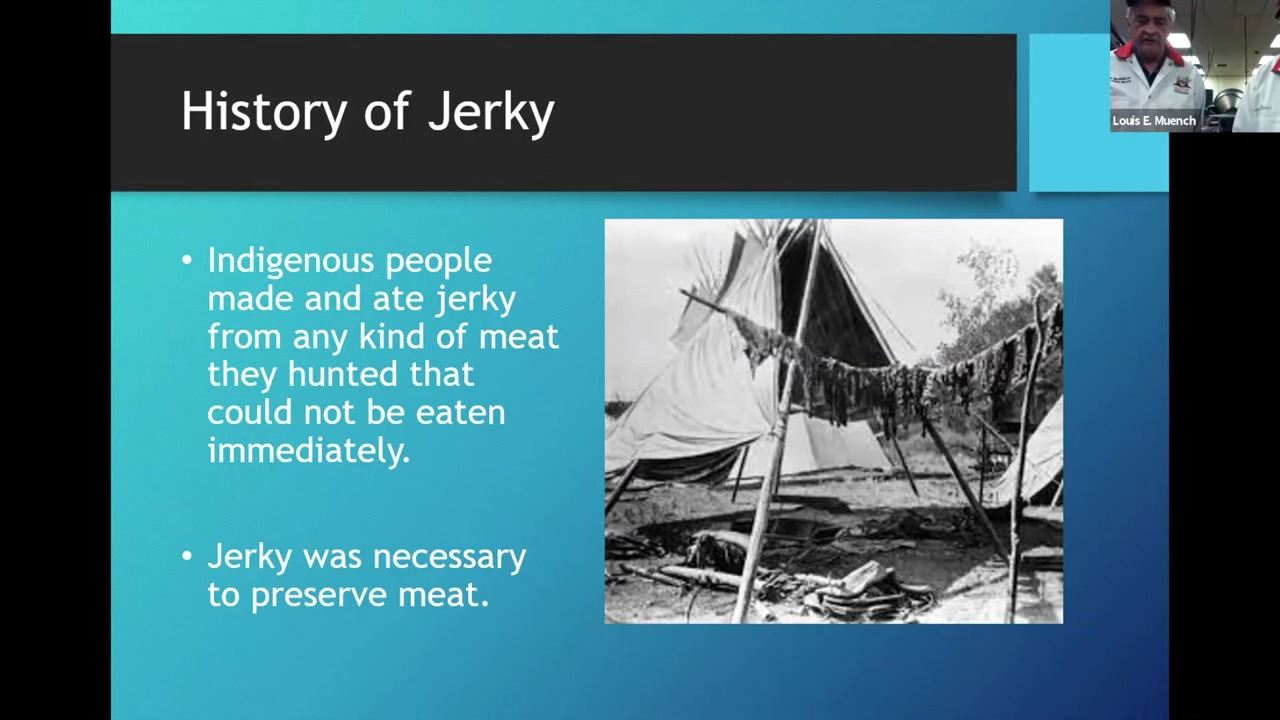 History of Jerky
• Indigenous people
made and ate jerky
from any kind of meat
they hunted that
could not be eaten
immediately.
• Jerky was necessary
to preserve meat.
Louis E. Muench